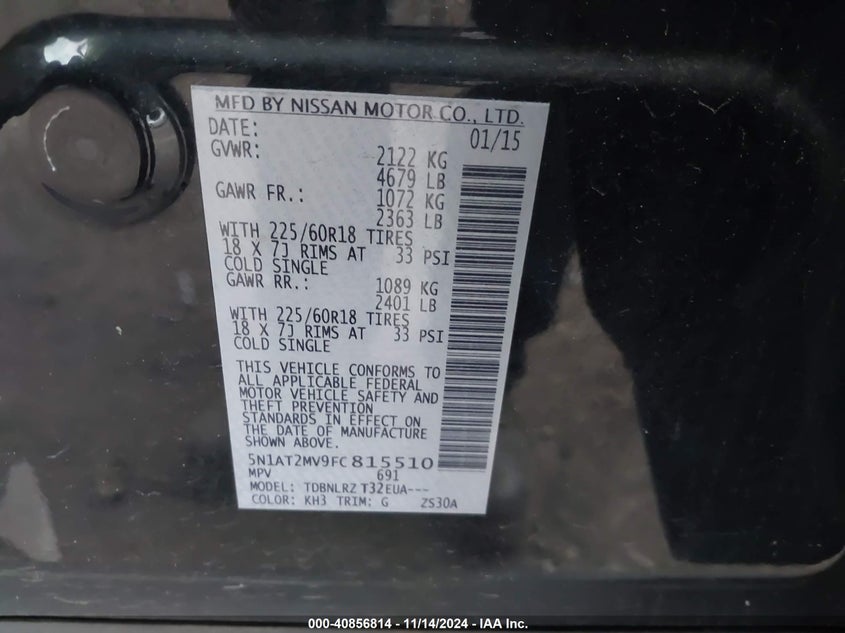 MFD BY NISSAN MOTOR CO., LTD.
DATE: 01/15
GVWR: 2122 KG
4679 LB
GAWR FR.: 1072 KG
2363 LB
WITH 225/60R18 TIRES
18 X 7J RIMS AT 33 PSI
COLD SINGLE
GAWR RR.: 1089 KG
2401 LB
WITH 225/60R18 TIRES
18 X 7J RIMS AT 33 PSI
COLD SINGLE
THIS VEHICLE CONFORMS TO
ALL APPLICABLE FEDERAL
MOTOR VEHICLE SAFETY AND
THEFT PREVENTION
STANDARDS IN EFFECT ON
THE DATE OF MANUFACTURE
SHOWN ABOVE.
5N1AT2MV9FC815510
MPV 691
MODEL: TDBNLRZ T32EUA---
COLOR: KH3 TRIM: G ZS30A
000-40856814 - 11/14/2024 - IAA Inc.